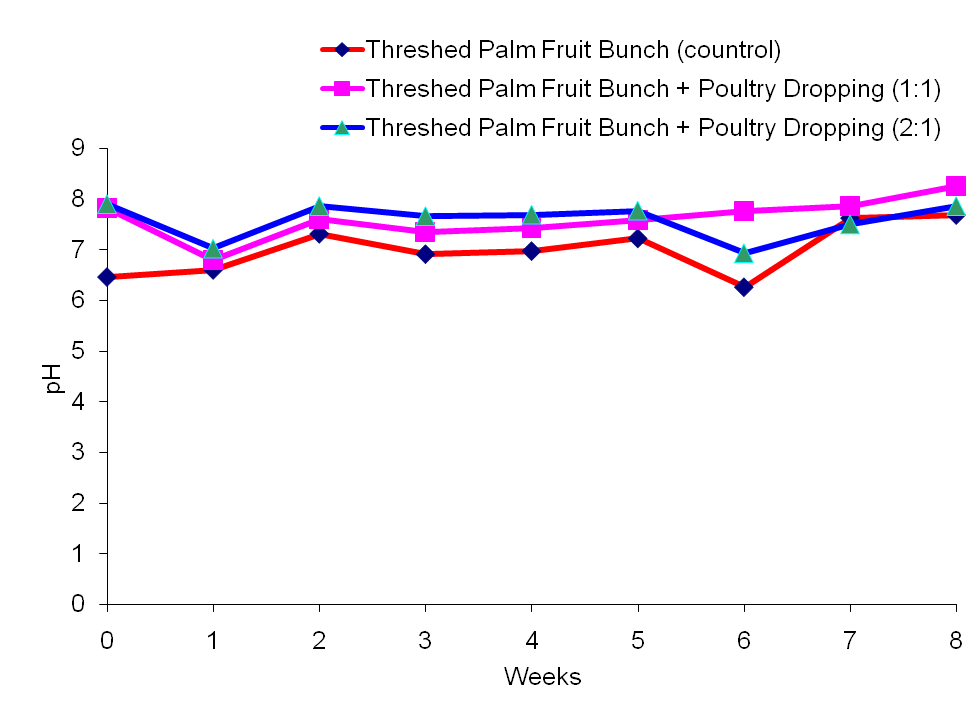 Threshed Palm Fruit Bunch (countrol)
Threshed Palm Fruit Bunch + Poultry Dropping (1:1)
Threshed Palm Fruit Bunch + Poultry Dropping (2:1)
9
8
7
6
5
pH
4
3
2
1
0
0 1 2 3 4 5 6 7 8
Weeks